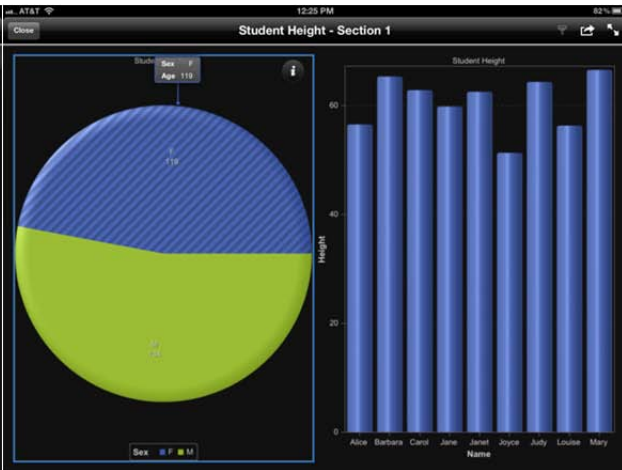 AT&T 12:25 PM 82%
Close Student Height - Section 1
Sex F
Age 119
i
F
119
M
Sex F M
Student Height
60
40
20
0
Height
Alice Barbara Carol Jane Janet Joyce Judy Louise Mary
Name